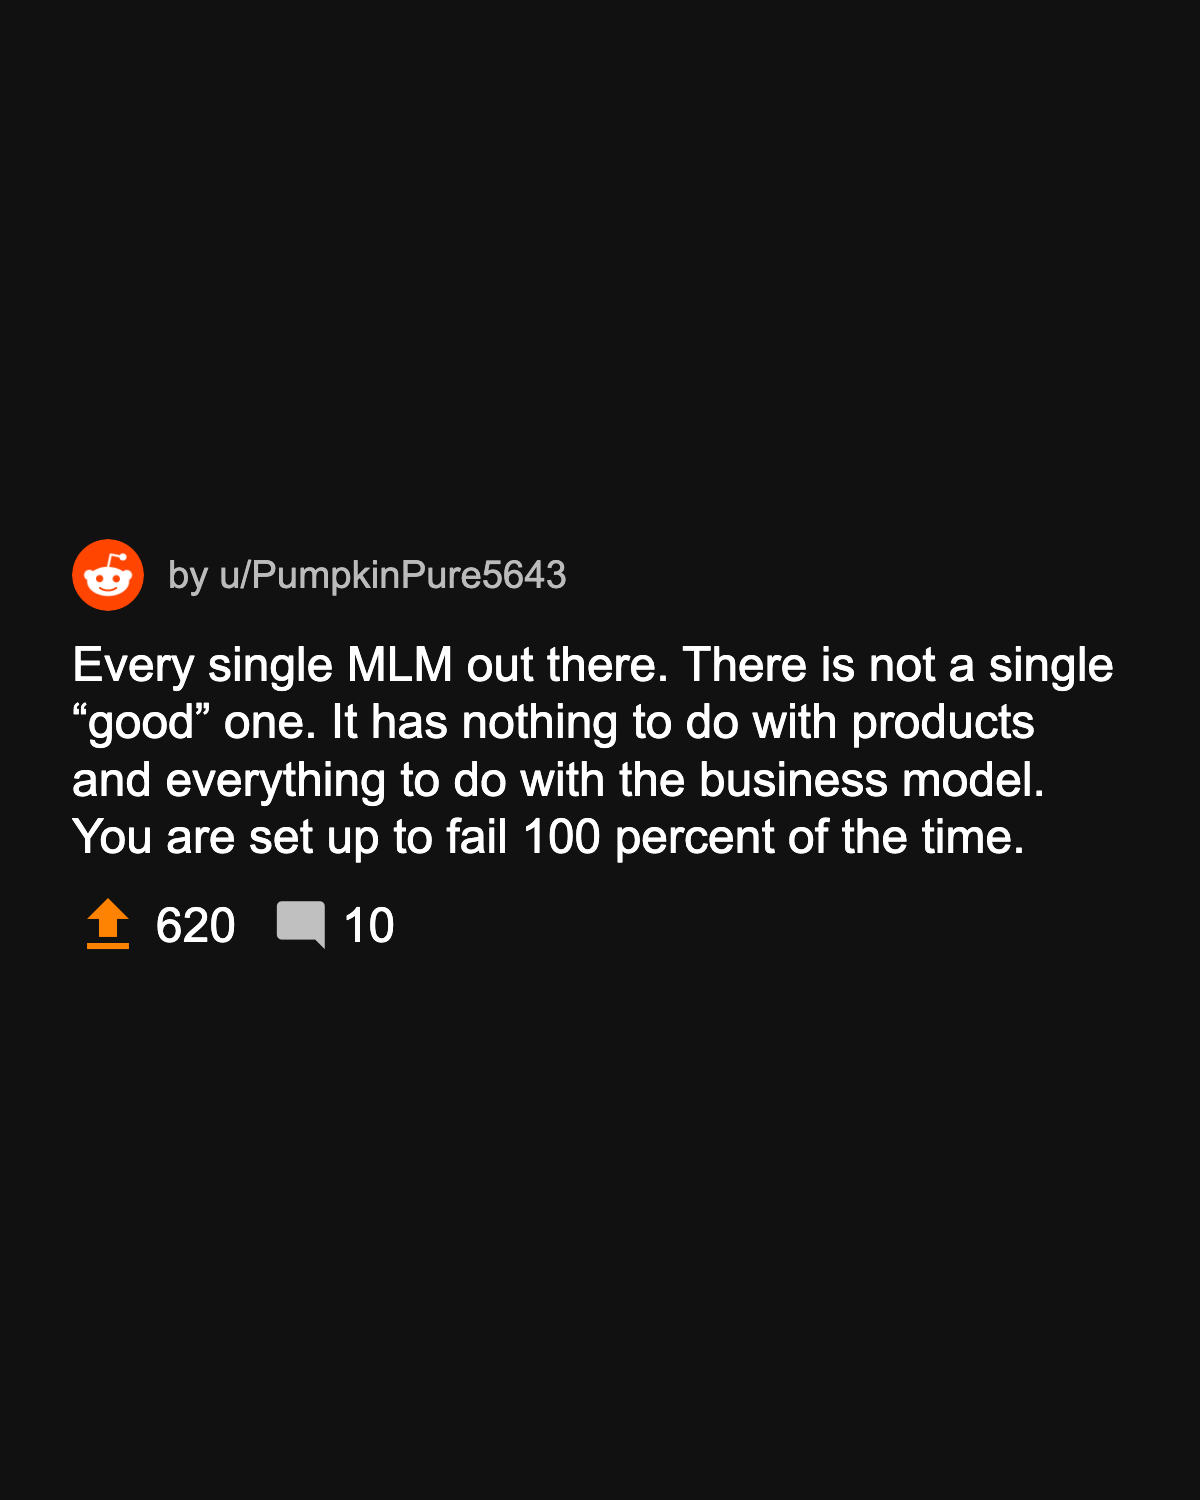 by u/PumpkinPure5643
Every single MLM out there. There is not a single
“good” one. It has nothing to do with products
and everything to do with the business model.
You are set up to fail 100 percent of the time.
620 10